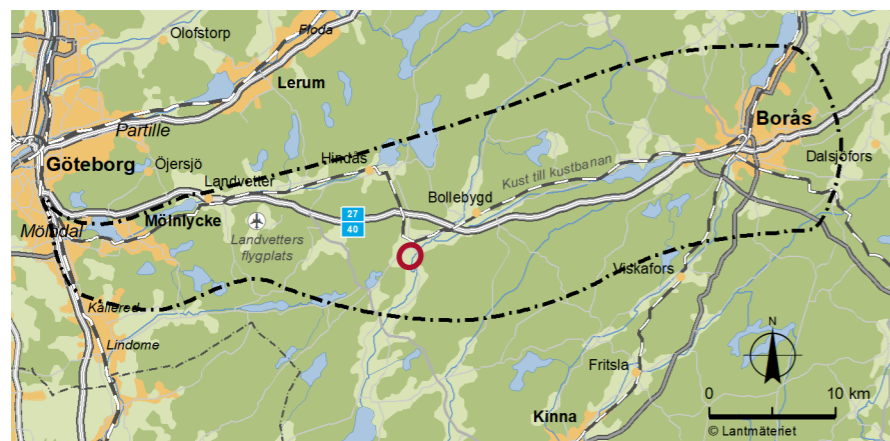 Olofstorp
Floda
Lerum
Partille
Göteborg
Öjersjö
Hindås
Landvetter
Borås
Dalsjöfors
Kust till kustbanan
Bollebygd
Mölnlycke
Mölndal
27
40
Landvetters
flygplats
Viskafors
Kållered
Lindome
Fritsla
Kinna
N
0 10 km
© Lantmäteriet